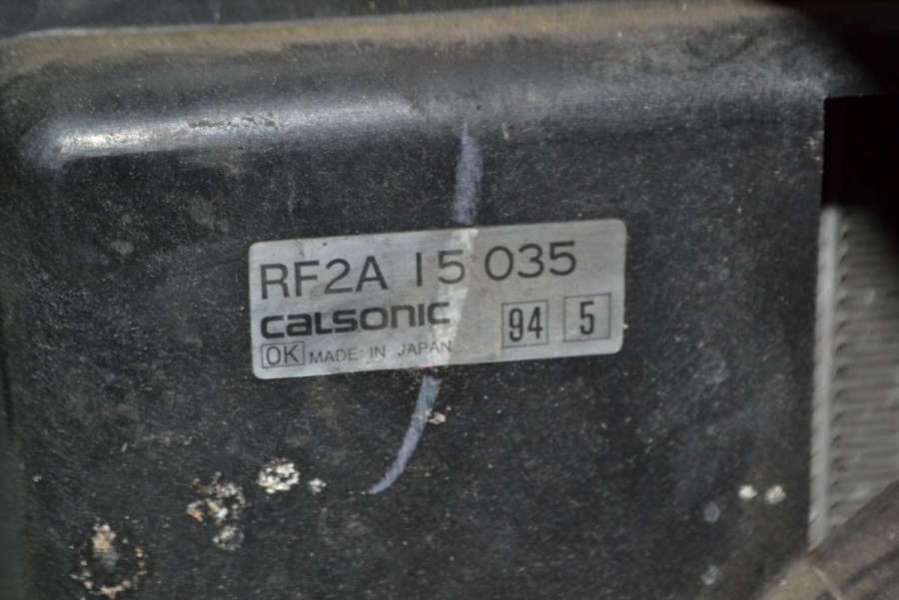 RF2A 15 035
calsonic 94 5
OK MADE IN JAPAN